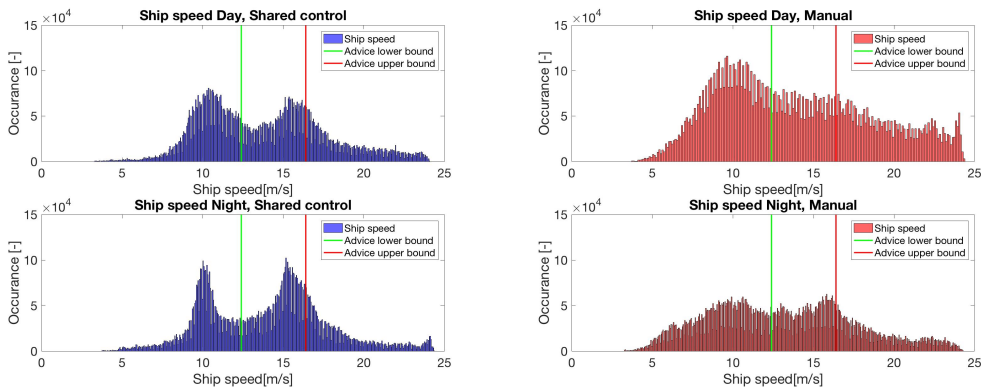 Ship speed Day, Shared control
×10⁴
15
10
5
0
Occurance [-]
0 5 10 15 20 25
Ship speed[m/s]
Ship speed
Advice lower bound
Advice upper bound
Ship speed Day, Manual
×10⁴
15
10
5
0
Occurance [-]
0 5 10 15 20 25
Ship speed[m/s]
Ship speed
Advice lower bound
Advice upper bound
Ship speed Night, Shared control
×10⁴
15
10
5
0
Occurance [-]
0 5 10 15 20 25
Ship speed[m/s]
Ship speed
Advice lower bound
Advice upper bound
Ship speed Night, Manual
×10⁴
15
10
5
0
Occurance [-]
0 5 10 15 20 25
Ship speed[m/s]
Ship speed
Advice lower bound
Advice upper bound